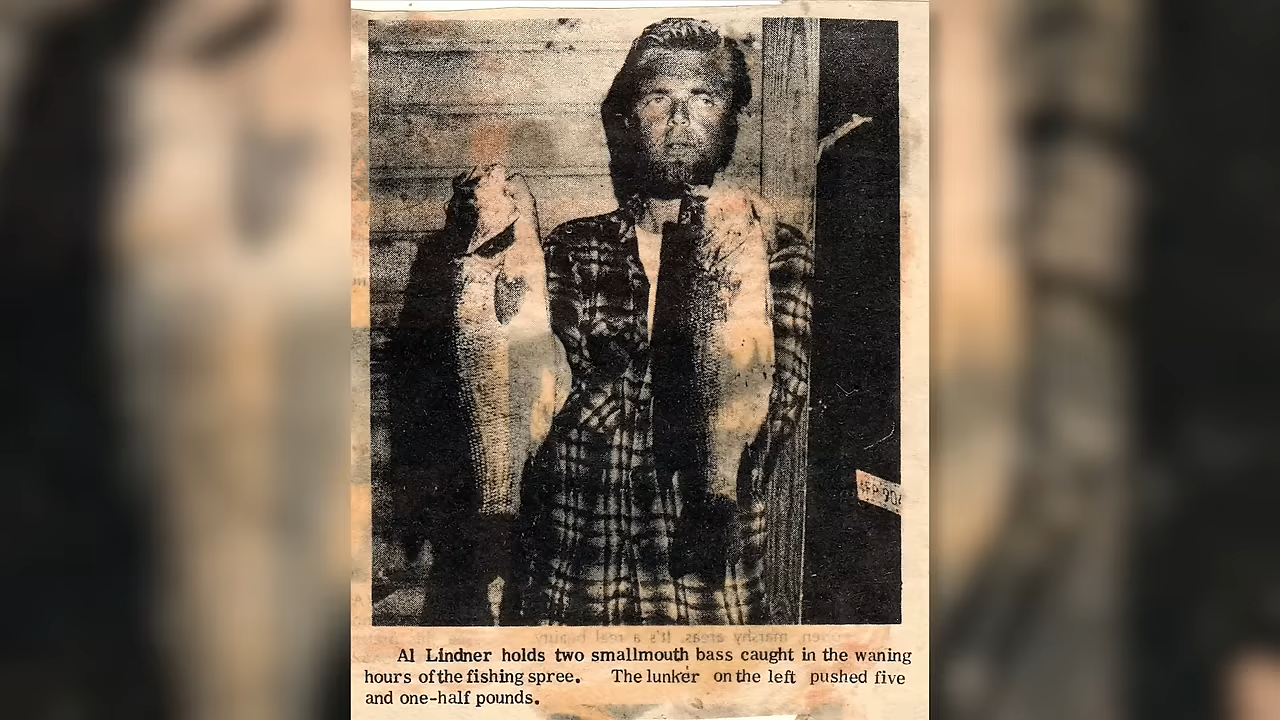 Al Lindner holds two smallmouth bass caught in the waning
hours of the fishing spree. The lunker on the left pushed five
and one-half pounds.